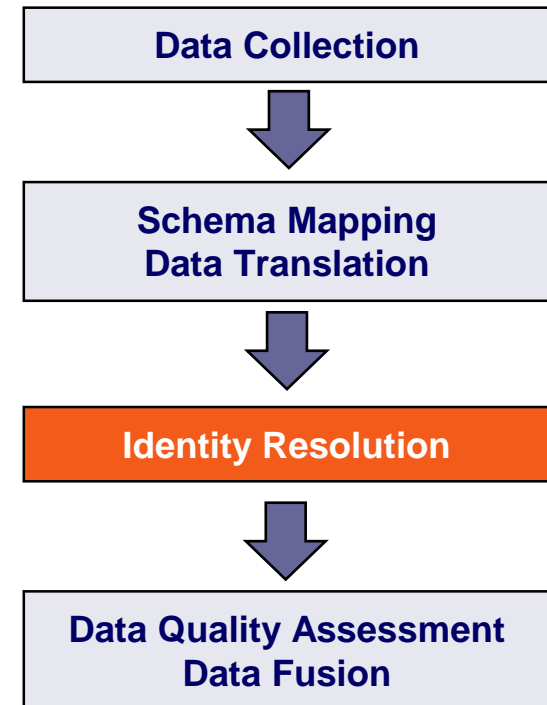 Data Collection
Schema Mapping
Data Translation
Identity Resolution
Data Quality Assessment
Data Fusion